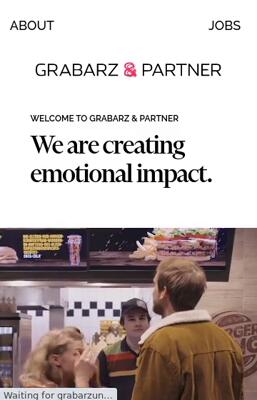 ABOUT
JOBS
GRABARZ & PARTNER
WELCOME TO GRABARZ & PARTNER
We are creating
emotional impact.
Waiting for grabarzun...